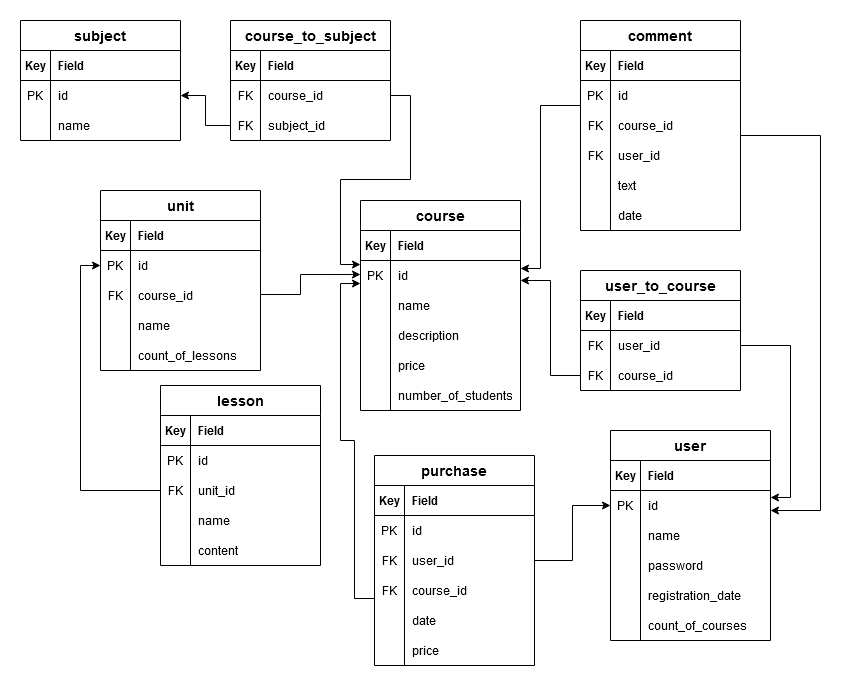 subject
Key Field
PK id
name
course_to_subject
Key Field
FK course_id
FK subject_id
comment
Key Field
PK id
FK course_id
FK user_id
text
date
unit
Key Field
PK id
FK course_id
name
count_of_lessons
course
Key Field
PK id
name
description
price
number_of_students
user_to_course
Key Field
FK user_id
FK course_id
lesson
Key Field
PK id
FK unit_id
name
content
purchase
Key Field
PK id
FK user_id
FK course_id
date
price
user
Key Field
PK id
name
password
registration_date
count_of_courses